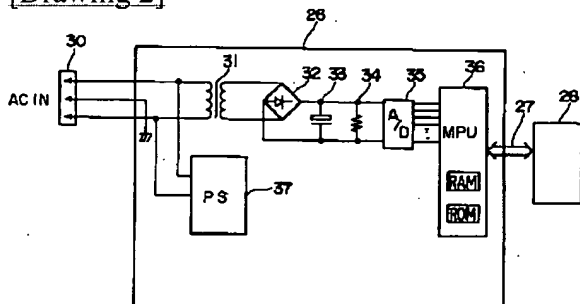 [Drawing 2]
26
30
31
32
33
34
35
36
27
28
AC IN
A/D
MPU
RAM
ROM
PS
37